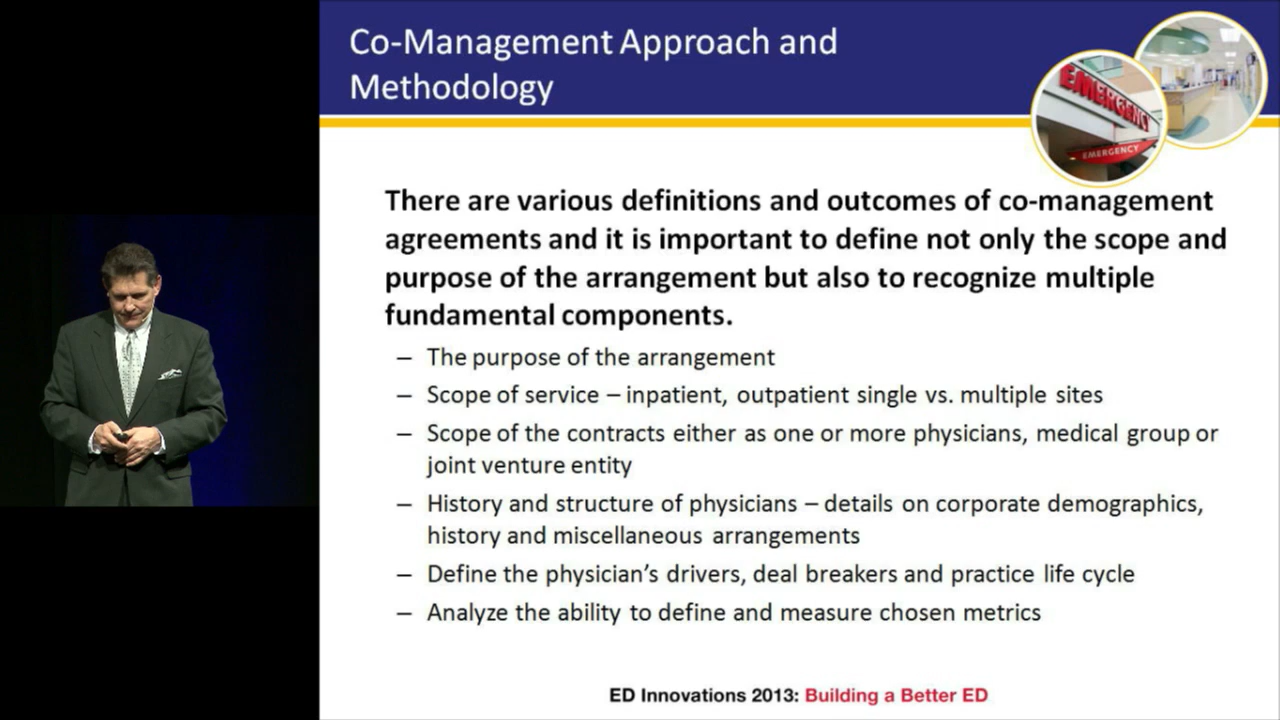 Co-Management Approach and
Methodology
EMERGENCY
EMERGENCY
There are various definitions and outcomes of co-management
agreements and it is important to define not only the scope and
purpose of the arrangement but also to recognize multiple
fundamental components.
– The purpose of the arrangement
– Scope of service – inpatient, outpatient single vs. multiple sites
– Scope of the contracts either as one or more physicians, medical group or
joint venture entity
– History and structure of physicians – details on corporate demographics,
history and miscellaneous arrangements
– Define the physician’s drivers, deal breakers and practice life cycle
– Analyze the ability to define and measure chosen metrics
ED Innovations 2013: Building a Better ED